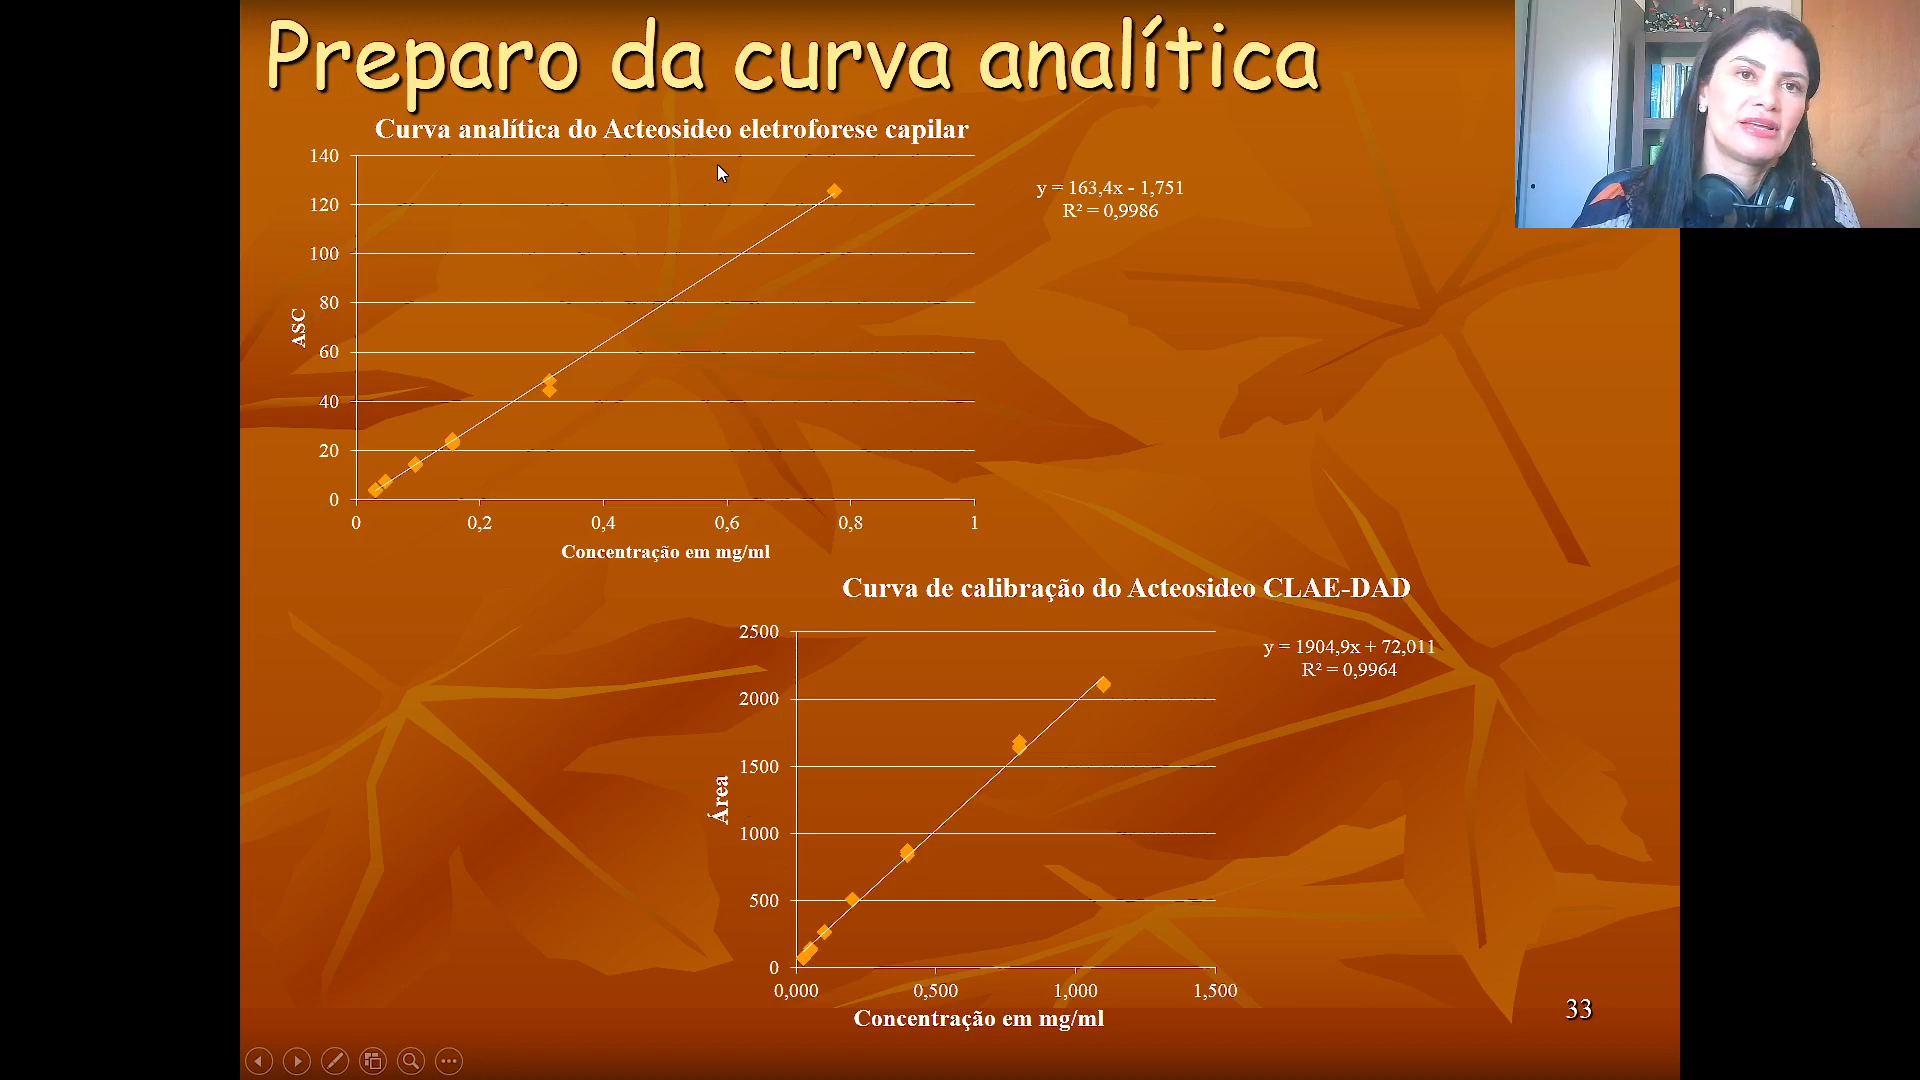 Preparo da curva analítica
Curva analítica do Acteosideo eletroforese capilar
140
120
100
80
60
40
20
0
ASC
y = 163,4x - 1,751
R² = 0,9986
0 0,2 0,4 0,6 0,8 1
Concentração em mg/ml
Curva de calibração do Acteosideo CLAE-DAD
2500
2000
1500
1000
500
0
Área
y = 1904,9x + 72,011
R² = 0,9964
0,000 0,500 1,000 1,500
Concentração em mg/ml
33